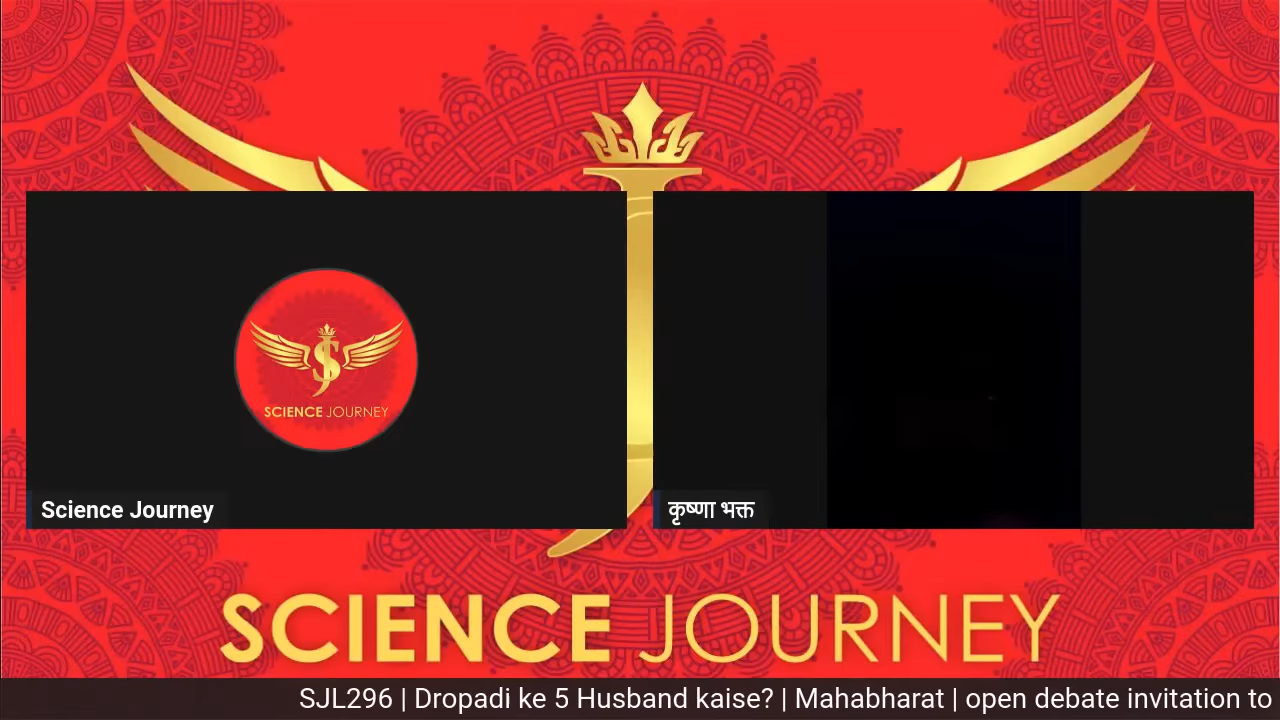 SCIENCE JOURNEY
Science Journey
कृष्णा भक्त
SCIENCE JOURNEY
SJL296 | Dropadi ke 5 Husband kaise? | Mahabharat | open debate invitation to